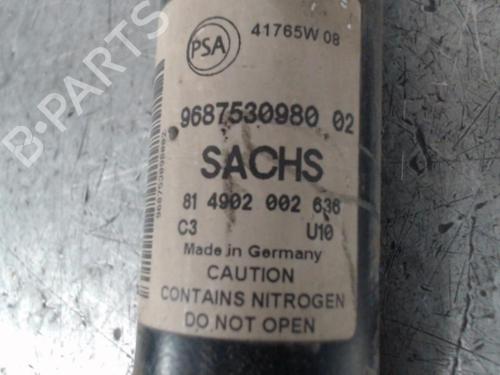 PSA 41765W 08
9687530980 02
SACHS
81 4902 002 636
C3 U10
Made in Germany
CAUTION
CONTAINS NITROGEN
DO NOT OPEN
968753098002
B-PARTS